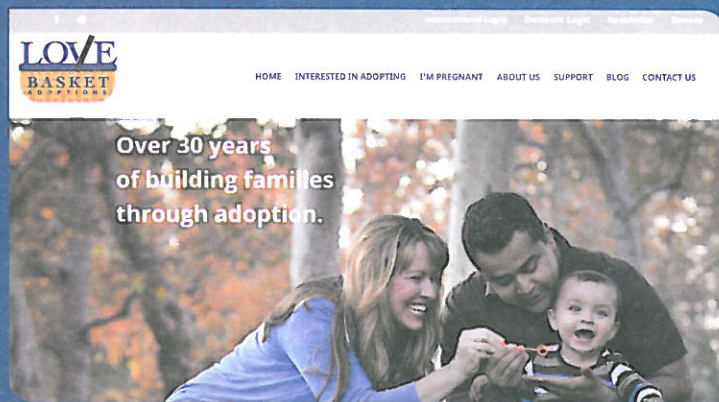 International Login Domestic Login Newsletter Donate
LOVE
BASKET
ADOPTIONS
HOME INTERESTED IN ADOPTING I'M PREGNANT ABOUT US SUPPORT BLOG CONTACT US
Over 30 years
of building families
through adoption.